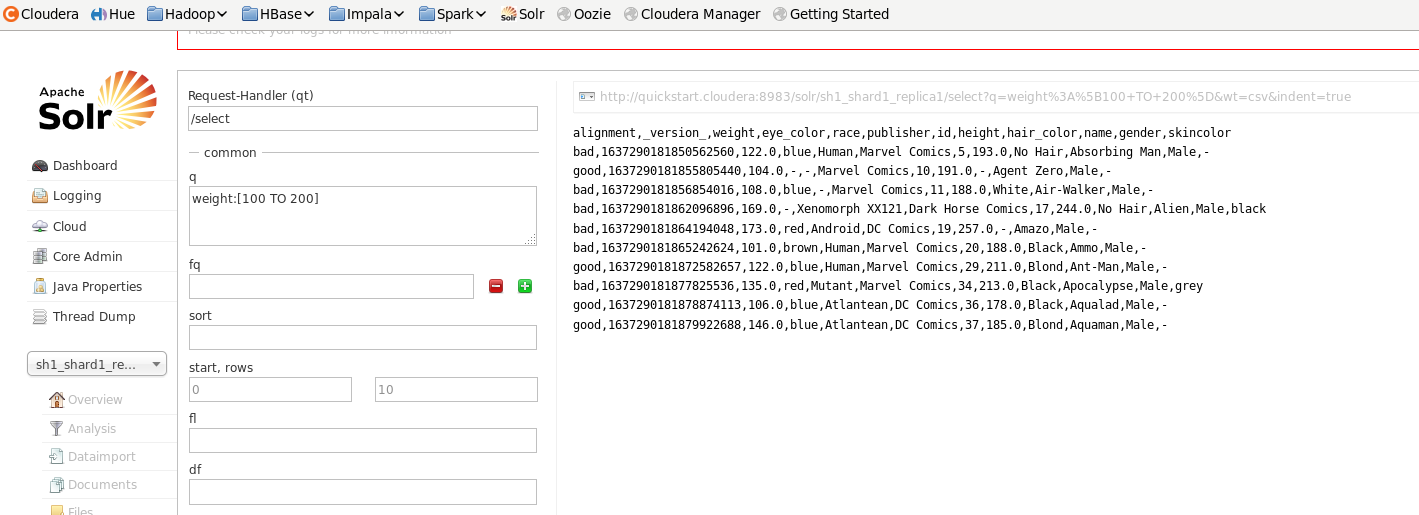 Cloudera Hue Hadoop HBase Impala Spark Solr Oozie Cloudera Manager Getting Started
Please check your logs for more information
Apache
Solr
Dashboard
Logging
Cloud
Core Admin
Java Properties
Thread Dump
sh1_shard1_re...
Overview
Analysis
Dataimport
Documents
Files
Request-Handler (qt)
/select
common
q
weight:[100 TO 200]
fq
sort
start, rows
0 10
fl
df
http://quickstart.cloudera:8983/solr/sh1_shard1_replica1/select?q=weight%3A%5B100+TO+200%5D&wt=csv&indent=true
alignment,_version_,weight,eye_color,race,publisher,id,height,hair_color,name,gender,skincolor
bad,1637290181850562560,122.0,blue,Human,Marvel Comics,5,193.0,No Hair,Absorbing Man,Male,-
good,1637290181855805440,104.0,-,-,Marvel Comics,10,191.0,-,Agent Zero,Male,-
bad,1637290181856854016,108.0,blue,-,Marvel Comics,11,188.0,White,Air-Walker,Male,-
bad,1637290181862096896,169.0,-,Xenomorph XX121,Dark Horse Comics,17,244.0,No Hair,Alien,Male,black
bad,1637290181864194048,173.0,red,Android,DC Comics,19,257.0,-,Amazo,Male,-
bad,1637290181865242624,101.0,brown,Human,Marvel Comics,20,188.0,Black,Ammo,Male,-
good,1637290181872582657,122.0,blue,Human,Marvel Comics,29,211.0,Blond,Ant-Man,Male,-
bad,1637290181877825536,135.0,red,Mutant,Marvel Comics,34,213.0,Black,Apocalypse,Male,grey
good,1637290181878874113,106.0,blue,Atlantean,DC Comics,36,178.0,Black,Aqualad,Male,-
good,1637290181879922688,146.0,blue,Atlantean,DC Comics,37,185.0,Blond,Aquaman,Male,-